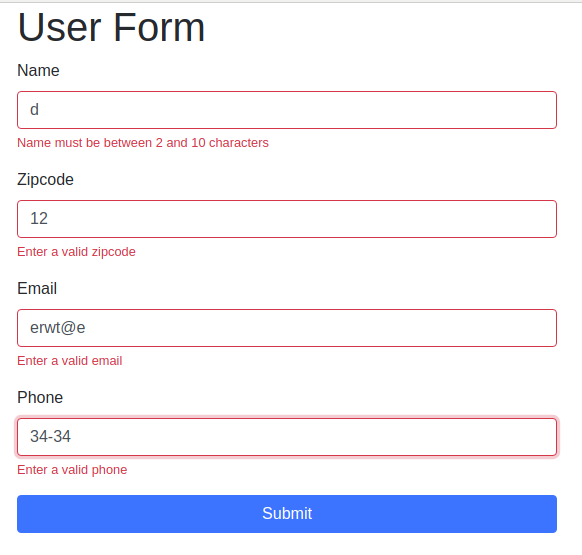 User Form
Name
d
Name must be between 2 and 10 characters
Zipcode
12
Enter a valid zipcode
Email
erwt@e
Enter a valid email
Phone
34-34
Enter a valid phone
Submit